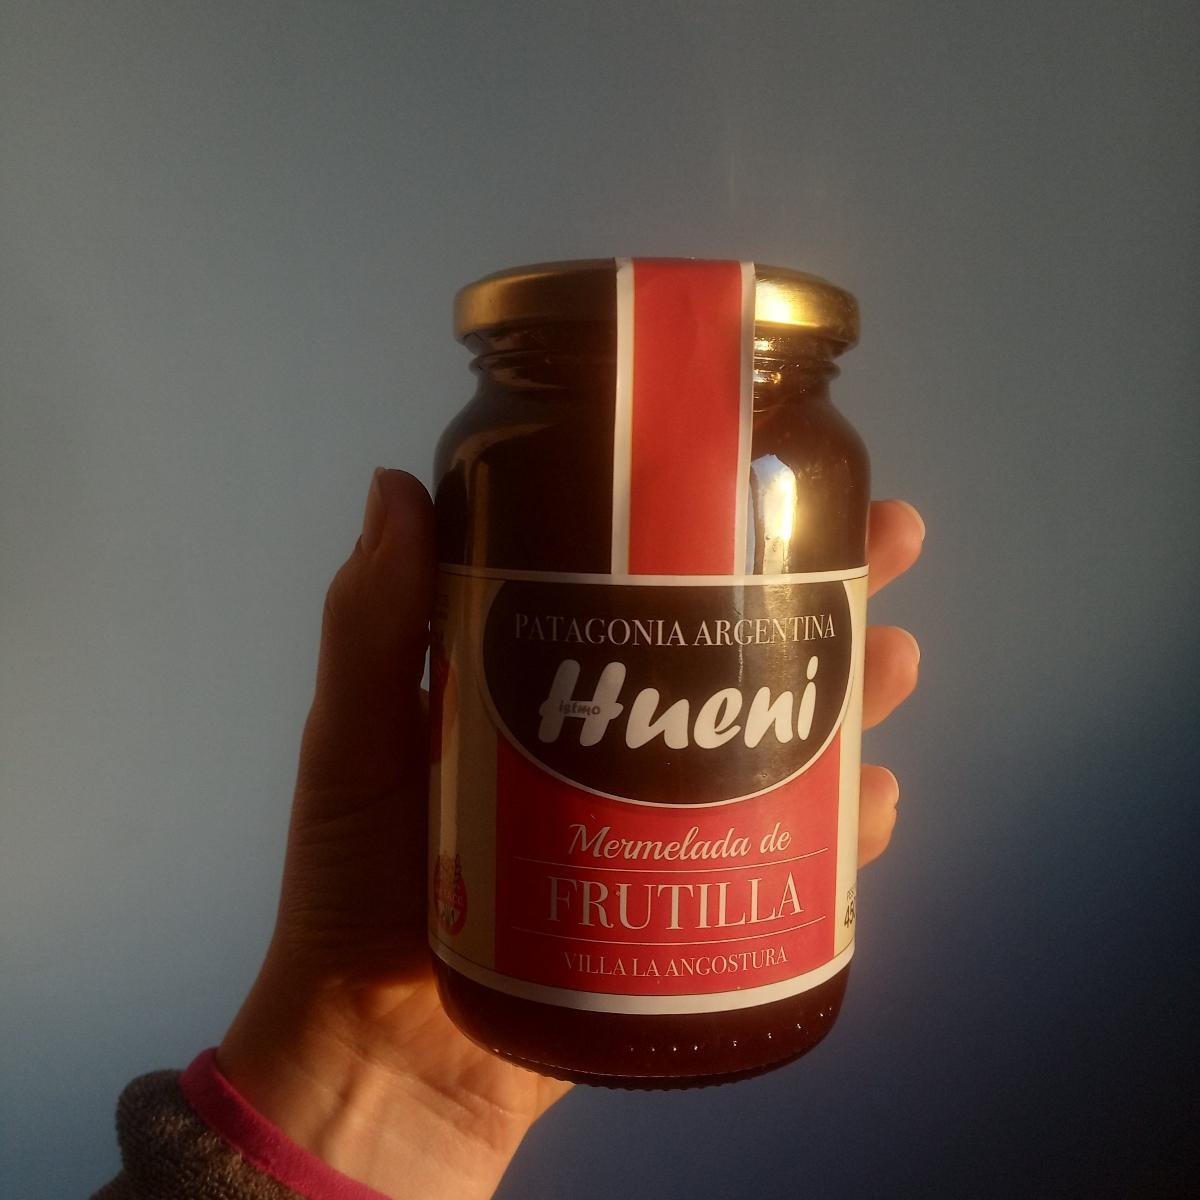 PATAGONIA ARGENTINA
istmo
Hueni
Mermelada de
FRUTILLA
VILLA LA ANGOSTURA